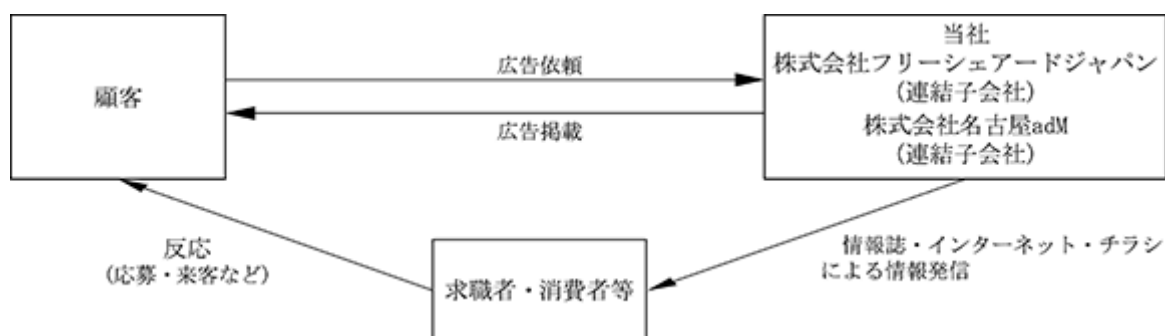 当社
株式会社フリーシェアードジャパン
(連結子会社)
株式会社名古屋adM
(連結子会社)
広告依頼
顧客
広告掲載
反応
(応募・来客など)
情報誌・インターネット・チラシ
による情報発信
求職者・消費者等